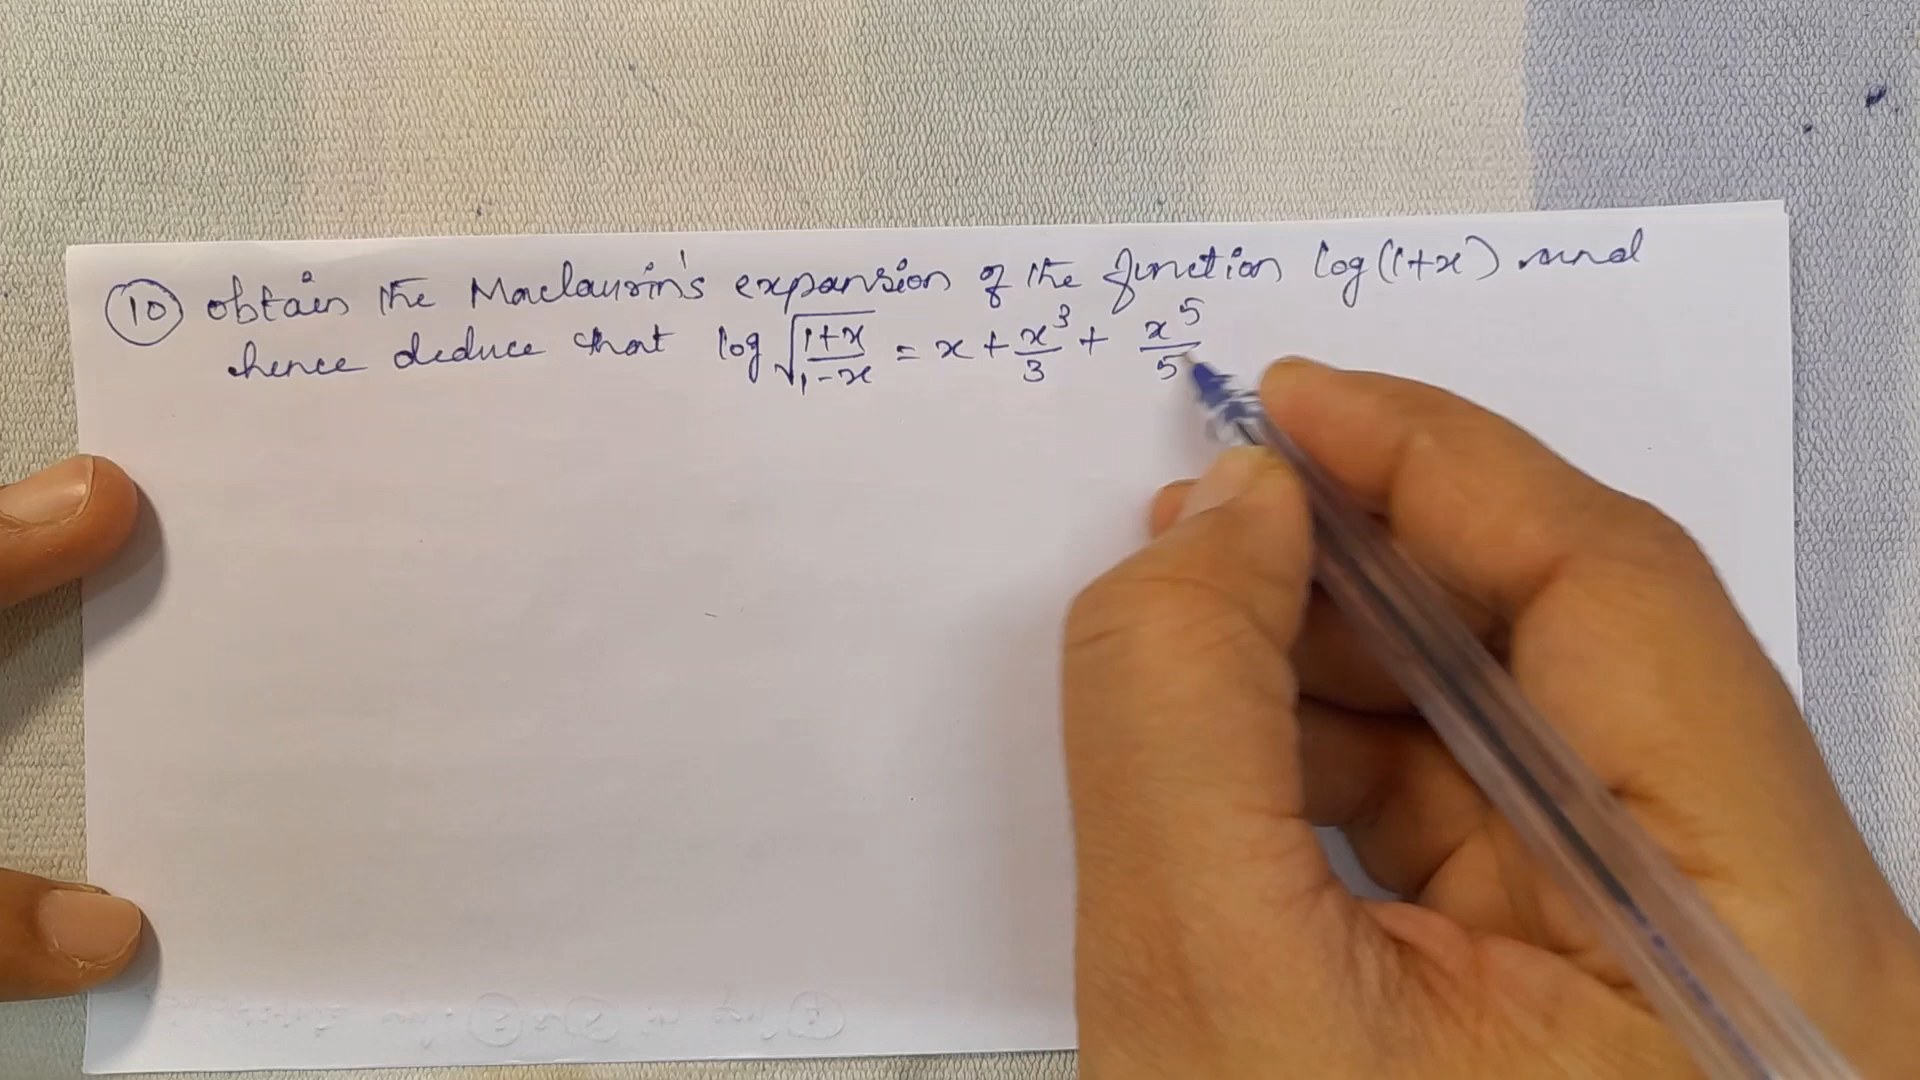 10 obtain the Maclaurin's expansion of the function log(1+x) and
hence deduce that log √(1+x)/(1-x) = x + x³/3 + x⁵/5